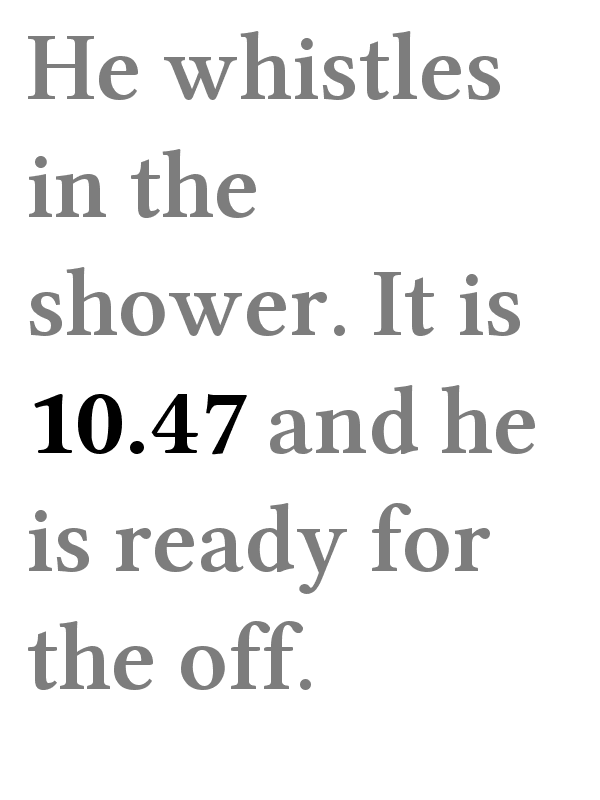 He whistles
in the
shower. It is
10.47 and he
is ready for
the off.